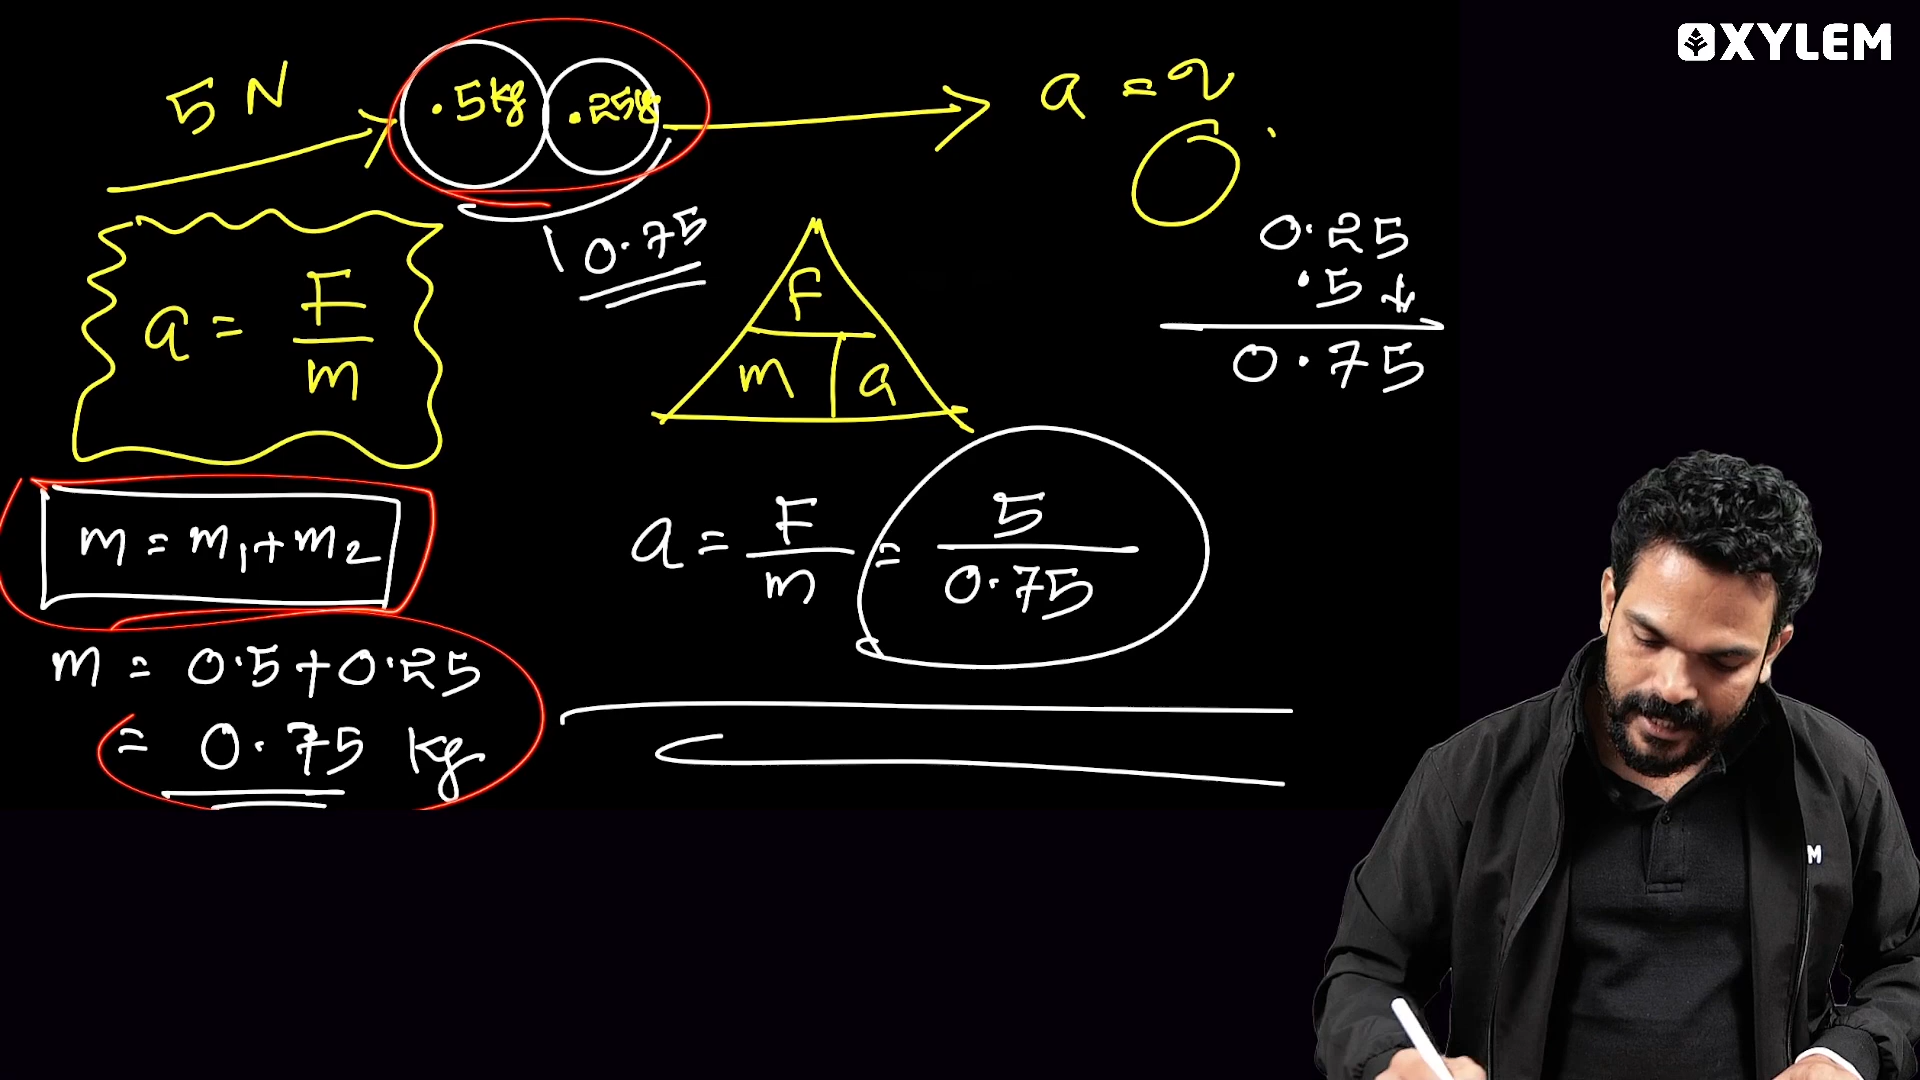 XYLEM
5 N
.5kg
.25kg
a = ?
0.75
0.25
.5 +
0.75
a = F/m
F
m a
m = m1 + m2
a = F/m = 5/0.75
m = 0.5 + 0.25
= 0.75 kg
M